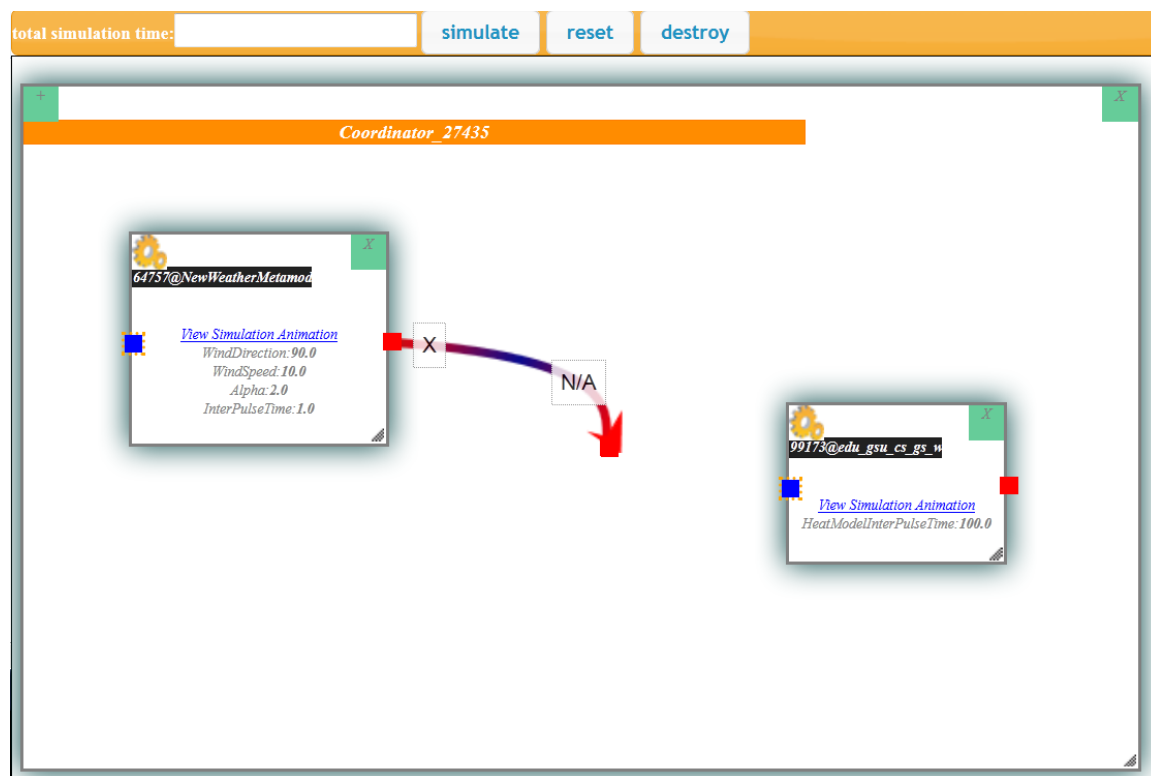 total simulation time: simulate reset destroy
+ X
Coordinator_27435
X
64757@NewWeatherMetamod
View Simulation Animation
WindDirection:90.0
WindSpeed:10.0
Alpha:2.0
InterPulseTime:1.0
X
N/A
X
99173@edu_gsu_cs_gs_w
View Simulation Animation
HeatModelInterPulseTime:100.0